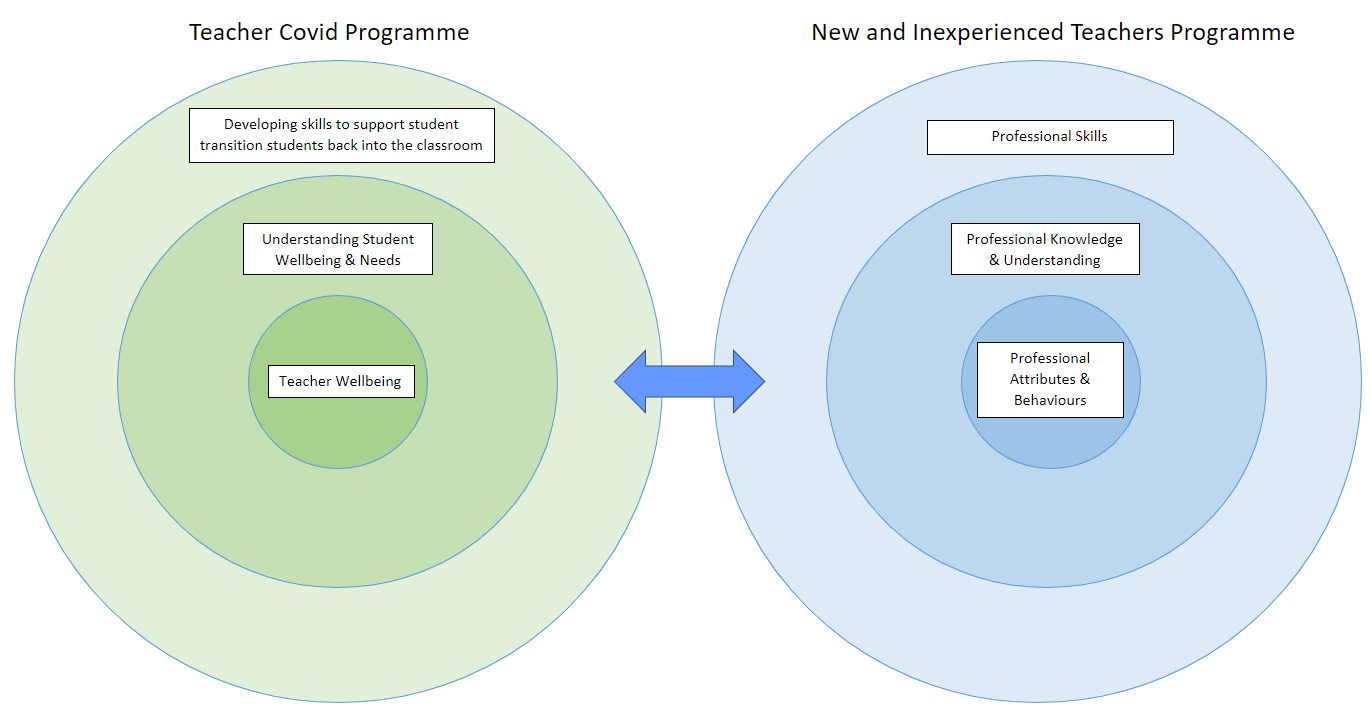 Teacher Covid Programme
Developing skills to support student
transition students back into the classroom
Understanding Student
Wellbeing & Needs
Teacher Wellbeing
New and Inexperienced Teachers Programme
Professional Skills
Professional Knowledge
& Understanding
Professional
Attributes &
Behaviours